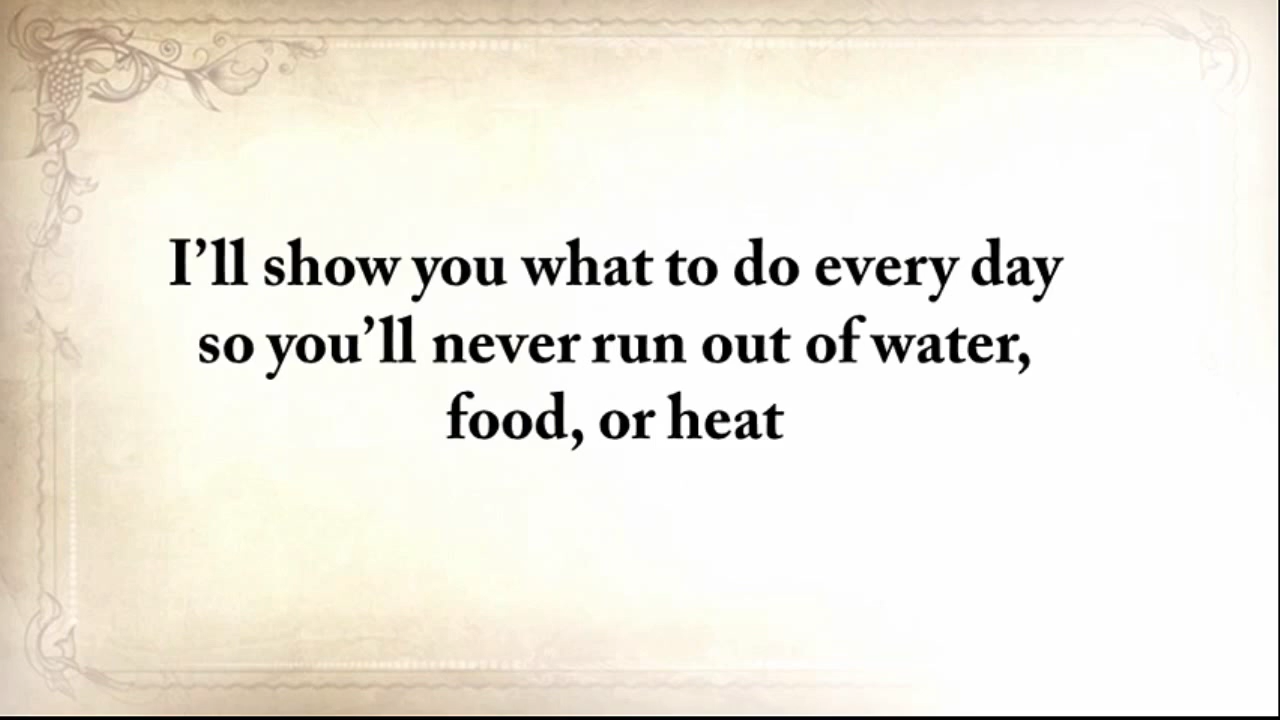 I’ll show you what to do every day
so you’ll never run out of water,
food, or heat